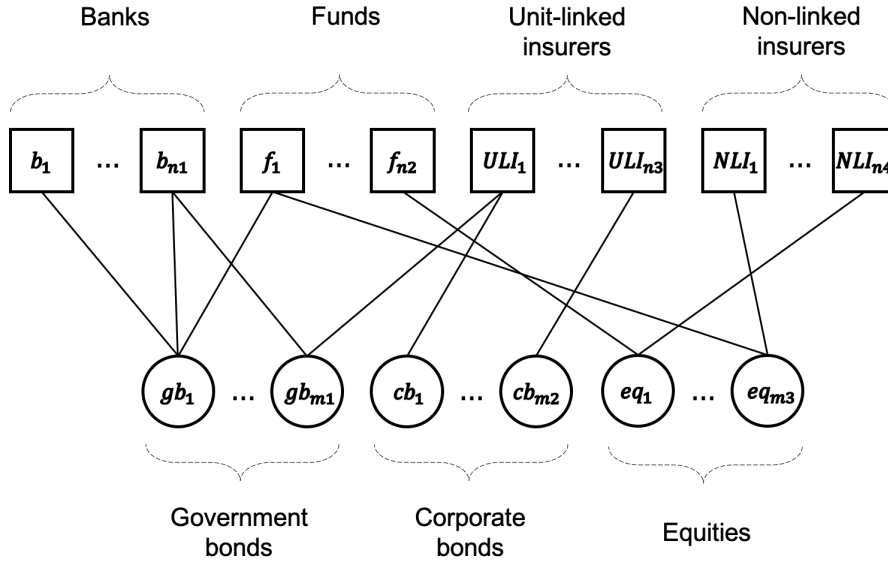 Banks Funds Unit-linked insurers Non-linked insurers
b1 ... bn1 f1 ... fn2 ULI1 ... ULIn3 NLI1 ... NLIn4
gb1 ... gbm1 cb1 ... cbm2 eq1 ... eqm3
Government bonds Corporate bonds Equities